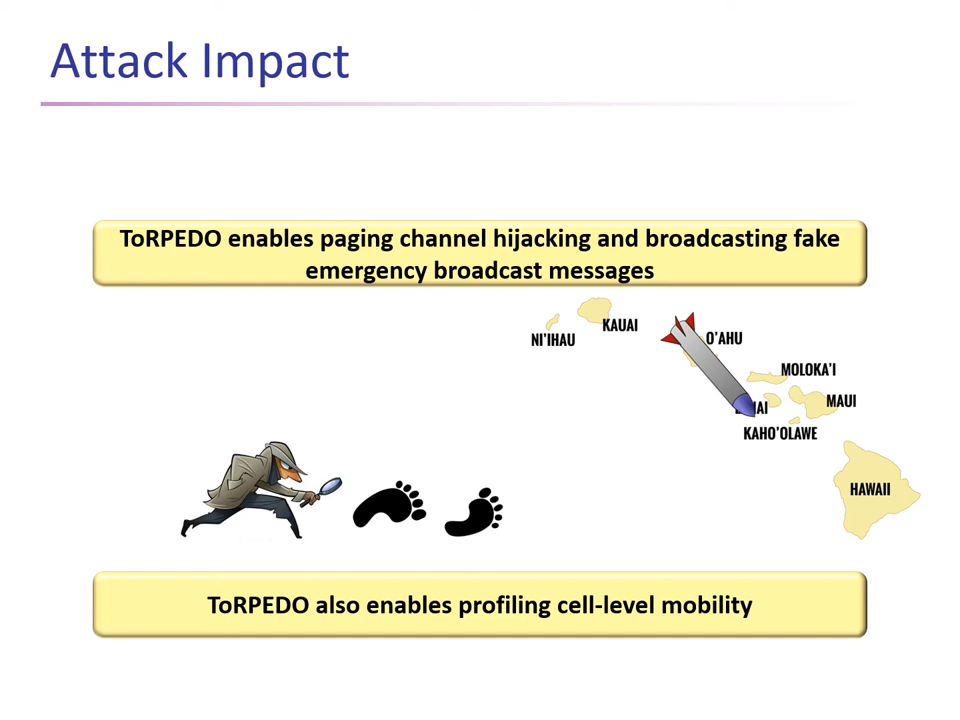 Attack Impact
ToRPEDO enables paging channel hijacking and broadcasting fake
emergency broadcast messages
NI'IHAU
KAUAI
O'AHU
MOLOKA'I
MAUI
KAHO'OLAWE
HAWAII
ToRPEDO also enables profiling cell-level mobility